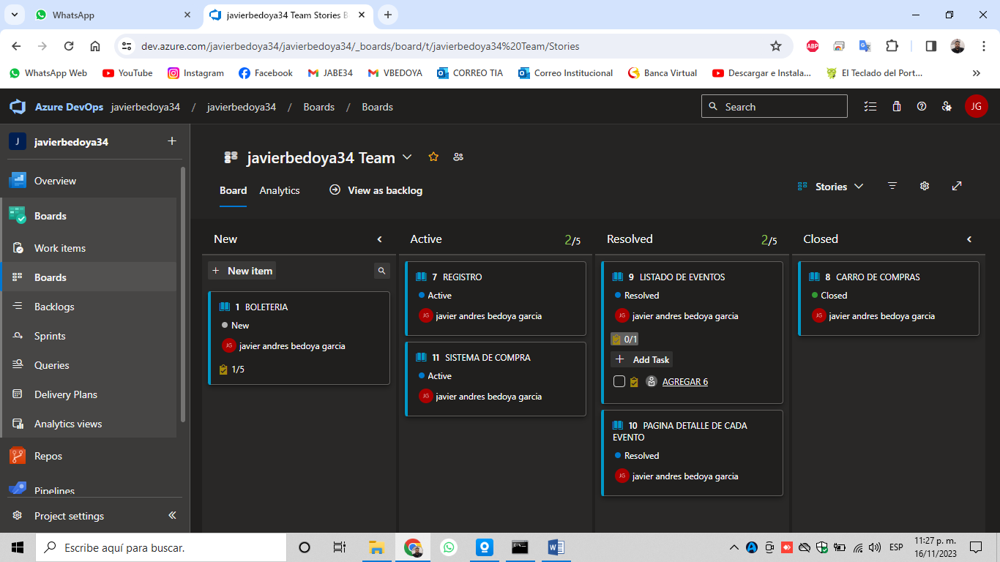 WhatsApp
javierbedoya34 Team Stories B
dev.azure.com/javierbedoya34/javierbedoya34/_boards/board/t/javierbedoya34%20Team/Stories
ABP
WhatsApp Web YouTube Instagram Facebook JABE34 VBEDOYA CORREO TIA Correo Institucional Banca Virtual Descargar e Instala... El Teclado del Port...
Azure DevOps javierbedoya34 / javierbedoya34 / Boards / Boards
Search
JG
J javierbedoya34
Overview
Boards
Work items
Boards
Backlogs
Sprints
Queries
Delivery Plans
Analytics views
Repos
Pipelines
Project settings
javierbedoya34 Team
Board Analytics View as backlog
Stories
New
New item
1 BOLETERIA
New
JG javier andres bedoya garcia
1/5
Active 2/5
7 REGISTRO
Active
JG javier andres bedoya garcia
11 SISTEMA DE COMPRA
Active
JG javier andres bedoya garcia
Resolved 2/5
9 LISTADO DE EVENTOS
Resolved
JG javier andres bedoya garcia
0/1
Add Task
AGREGAR 6
10 PAGINA DETALLE DE CADA
EVENTO
Resolved
JG javier andres bedoya garcia
Closed
8 CARRO DE COMPRAS
Closed
JG javier andres bedoya garcia
Escribe aquí para buscar.
ESP
11:27 p. m.
16/11/2023